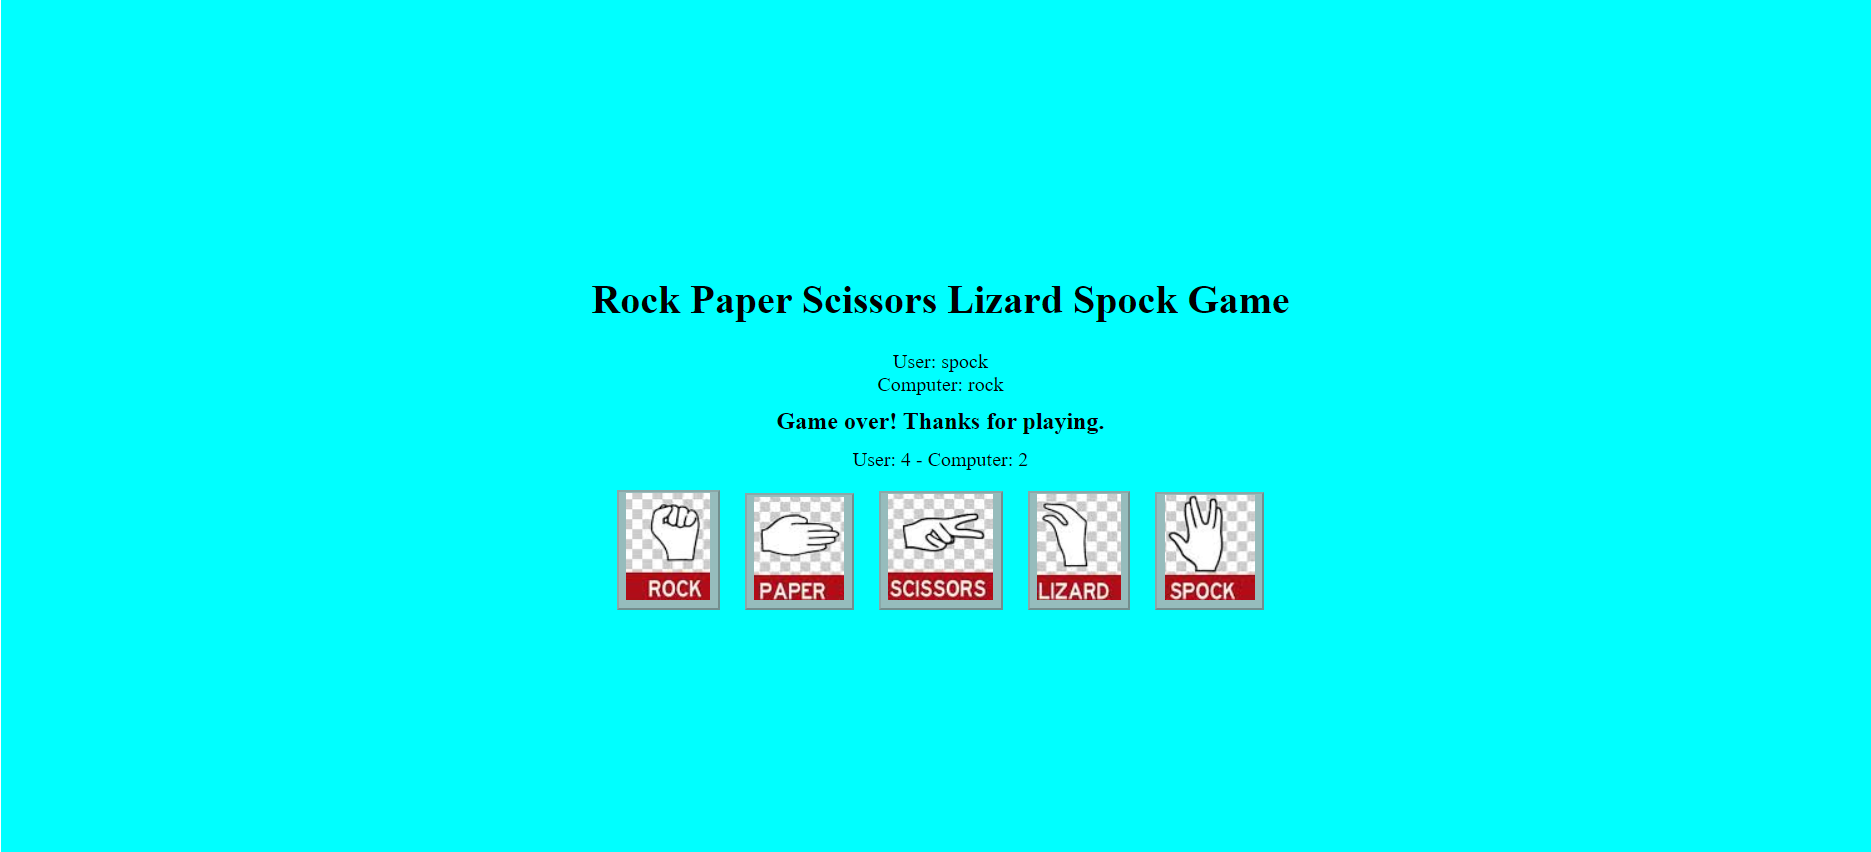 Rock Paper Scissors Lizard Spock Game
User: spock
Computer: rock
Game over! Thanks for playing.
User: 4 - Computer: 2
ROCK
PAPER
SCISSORS
LIZARD
SPOCK